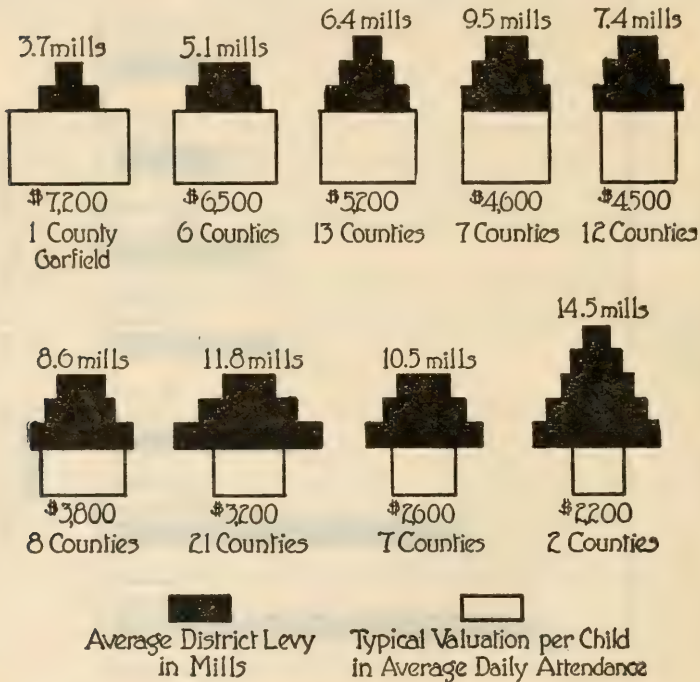 3.7 mills
5.1 mills
6.4 mills
9.5 mills
7.4 mills
$7,200
$6,500
$5,200
$4,600
$4,500
1 County
Garfield
6 Counties
13 Counties
7 Counties
12 Counties
8.6 mills
11.8 mills
10.5 mills
14.5 mills
$3,800
$3,200
$2,600
$2,200
8 Counties
21 Counties
7 Counties
2 Counties
Average District Levy
in Mills
Typical Valuation per Child
in Average Daily Attendance